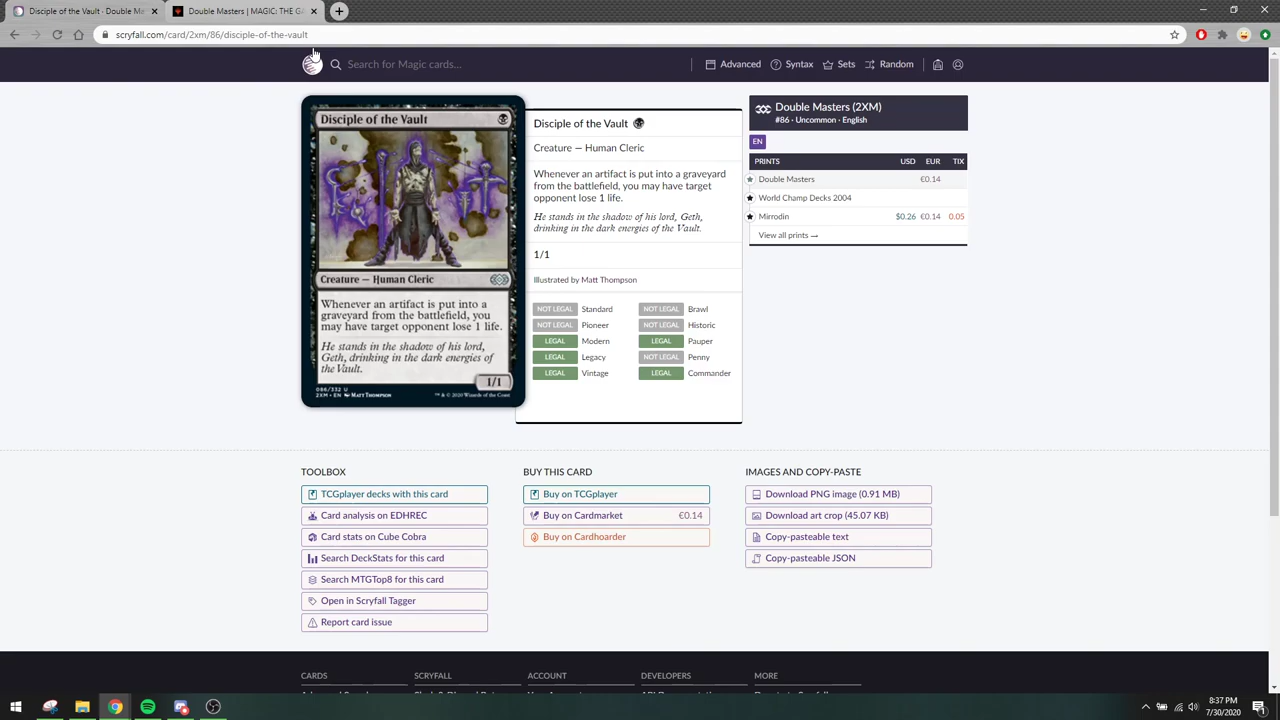 Disciple of the Vault · Double M
Double Masters | MAGIC: THE G
scryfall.com/card/2xm/86/disciple-of-the-vault
Search for Magic cards...
Advanced
Syntax
Sets
Random
Disciple of the Vault
Creature — Human Cleric
Whenever an artifact is put into a
graveyard from the battlefield, you
may have target opponent lose 1 life.
He stands in the shadow of his lord,
Geth, drinking in the dark energies of
the Vault.
1/1
086/332 U
2XM • EN MATT THOMPSON
™ & © 2020 Wizards of the Coast
Disciple of the Vault
Creature — Human Cleric
Whenever an artifact is put into a graveyard
from the battlefield, you may have target
opponent lose 1 life.
He stands in the shadow of his lord, Geth,
drinking in the dark energies of the Vault.
1/1
Illustrated by Matt Thompson
NOT LEGAL Standard NOT LEGAL Brawl
NOT LEGAL Pioneer NOT LEGAL Historic
LEGAL Modern LEGAL Pauper
LEGAL Legacy NOT LEGAL Penny
LEGAL Vintage LEGAL Commander
Double Masters (2XM)
#86 · Uncommon · English
EN
PRINTS USD EUR TIX
Double Masters €0.14
World Champ Decks 2004
Mirrodin $0.26 €0.14 0.05
View all prints →
TOOLBOX
TCGplayer decks with this card
Card analysis on EDHREC
Card stats on Cube Cobra
Search DeckStats for this card
Search MTGTop8 for this card
Open in Scryfall Tagger
Report card issue
BUY THIS CARD
Buy on TCGplayer
Buy on Cardmarket €0.14
Buy on Cardhoarder
IMAGES AND COPY-PASTE
Download PNG image (0.91 MB)
Download art crop (45.07 KB)
Copy-pasteable text
Copy-pasteable JSON
CARDS
SCRYFALL
ACCOUNT
DEVELOPERS
MORE
8:37 PM
7/30/2020